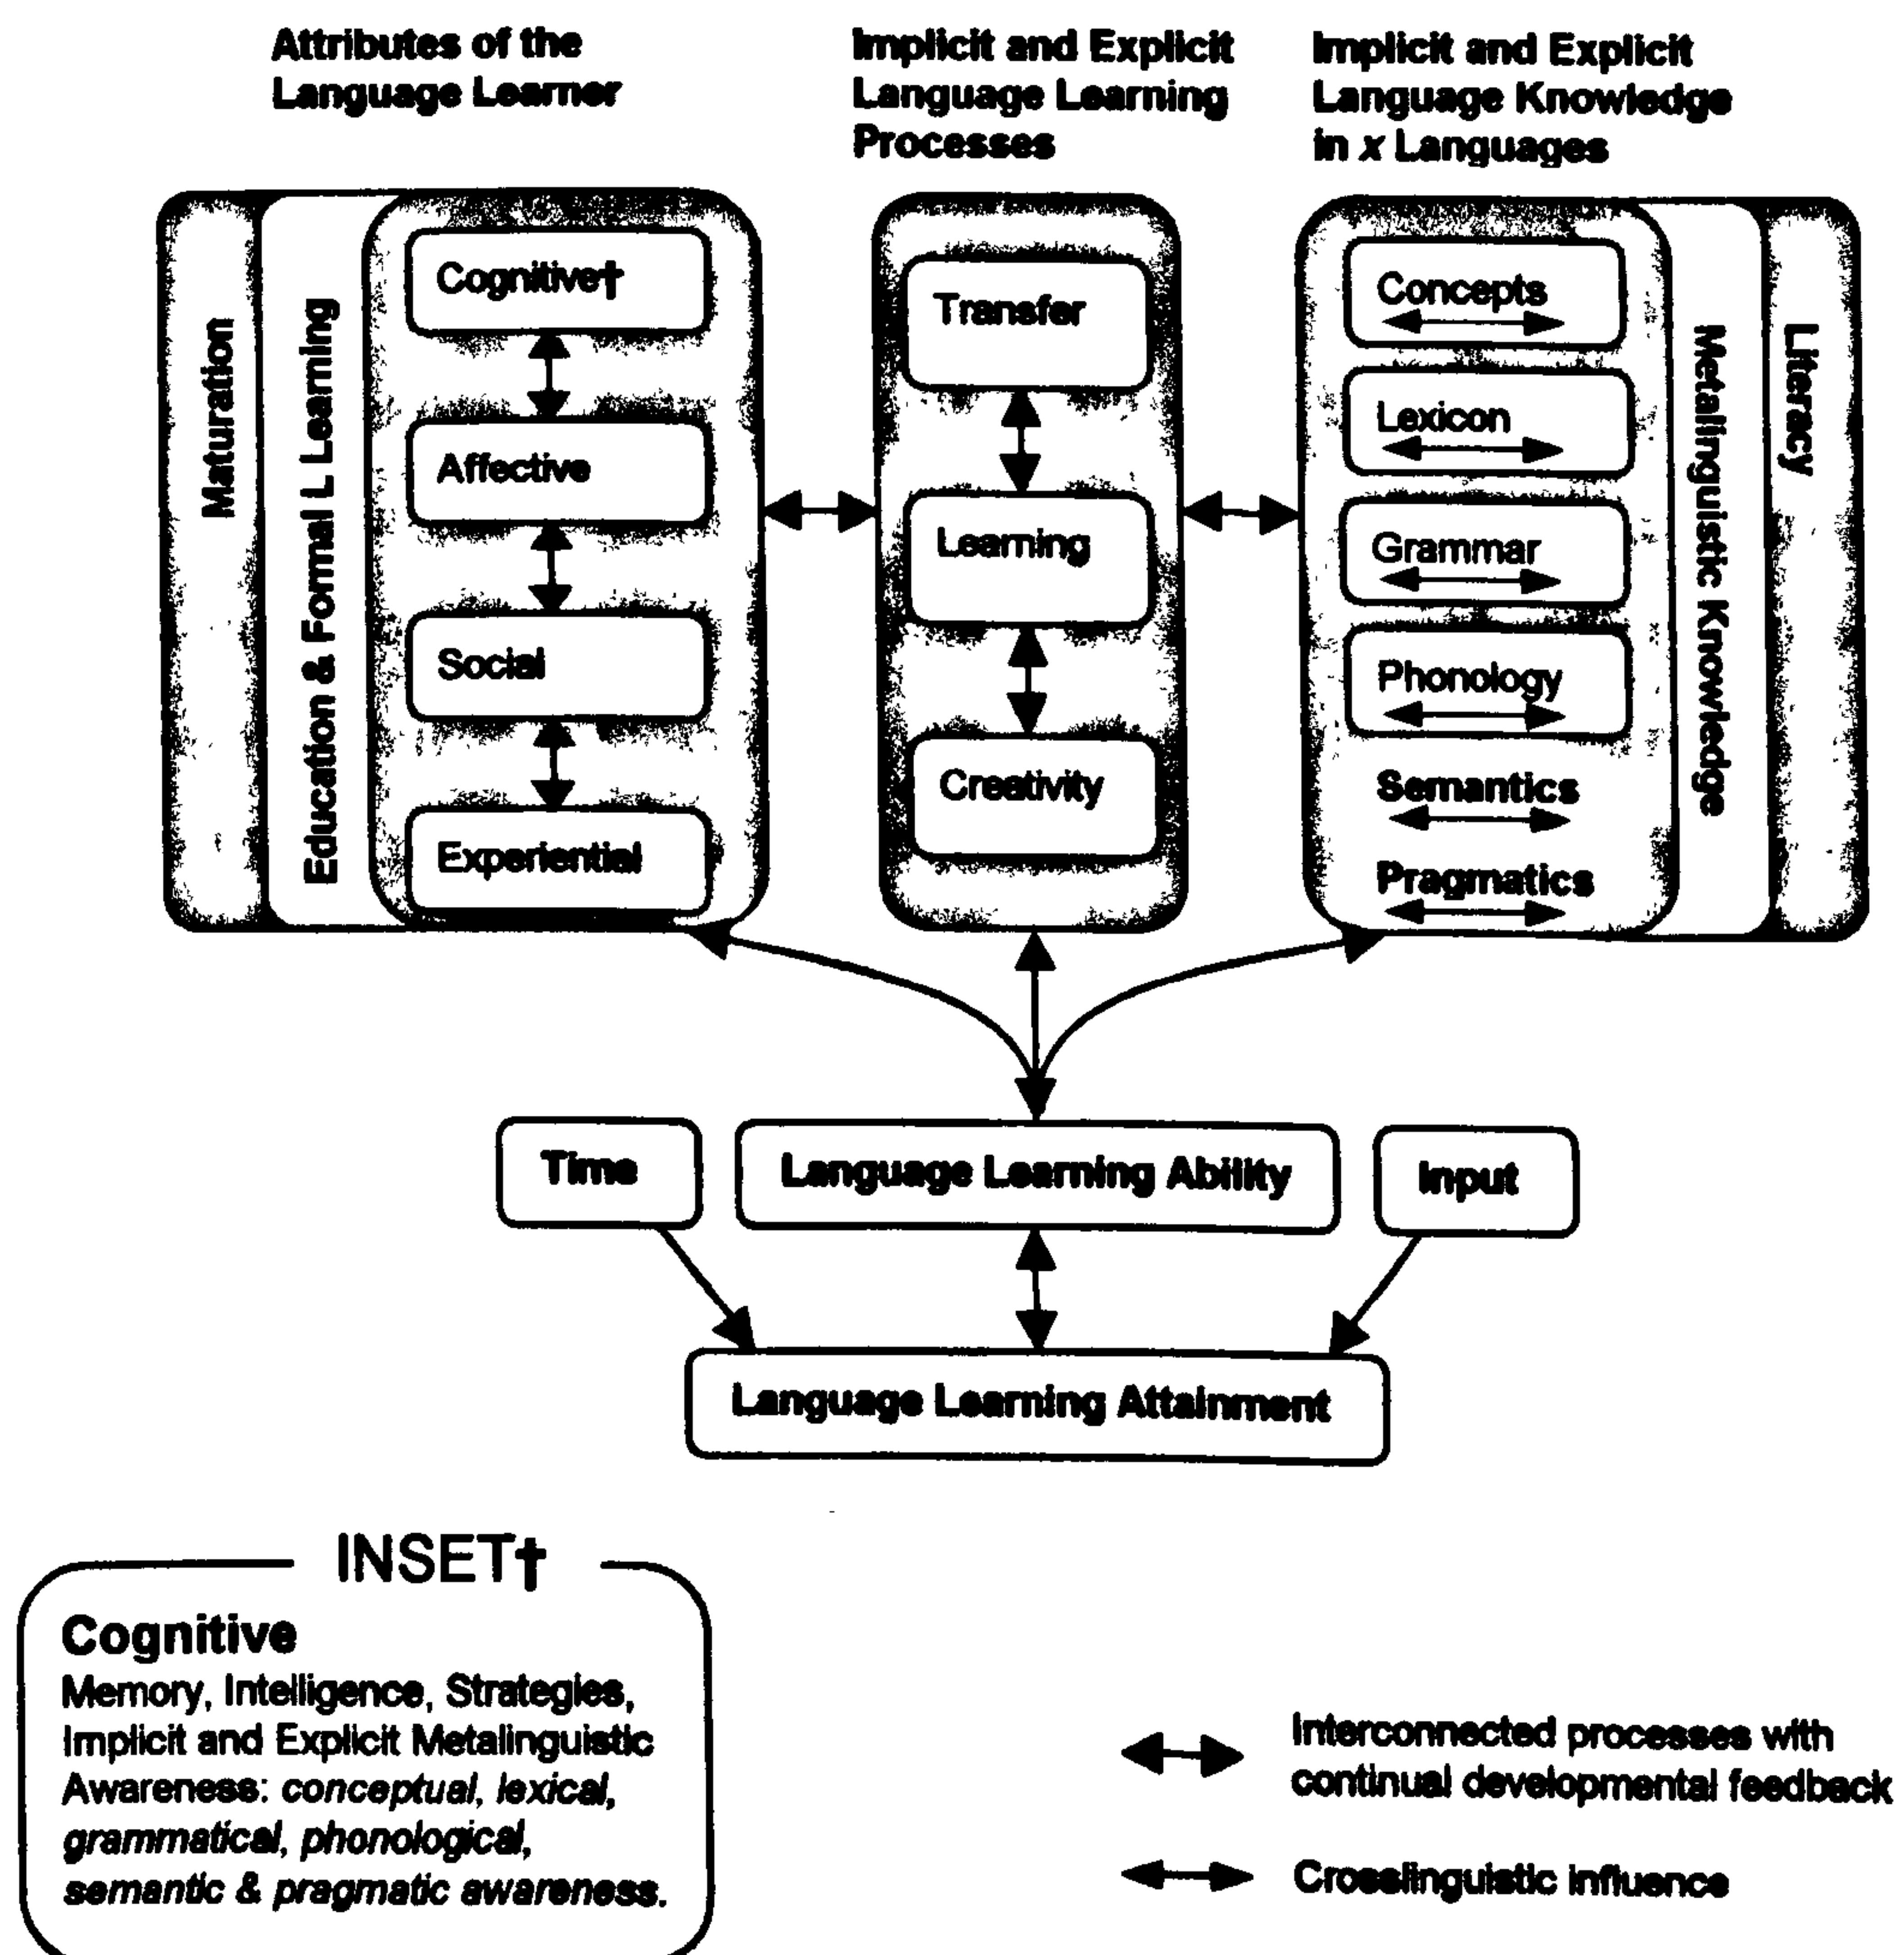 Attributes of the
Language Learner
Implicit and Explicit
Language Learning
Processes
Implicit and Explicit
Language Knowledge
in x Languages
Maturation
Education & Formal L Learning
Cognitive†
Affective
Social
Experiential
Transfer
Learning
Creativity
Concepts
Lexicon
Grammar
Phonology
Semantics
Pragmatics
Metalinguistic Knowledge
Literacy
Time
Language Learning Ability
Input
Language Learning Attainment
INSET†
Cognitive
Memory, Intelligence, Strategies,
Implicit and Explicit Metalinguistic
Awareness: conceptual, lexical,
grammatical, phonological,
semantic & pragmatic awareness.
Interconnected processes with
continual developmental feedback
Crosslinguistic influence